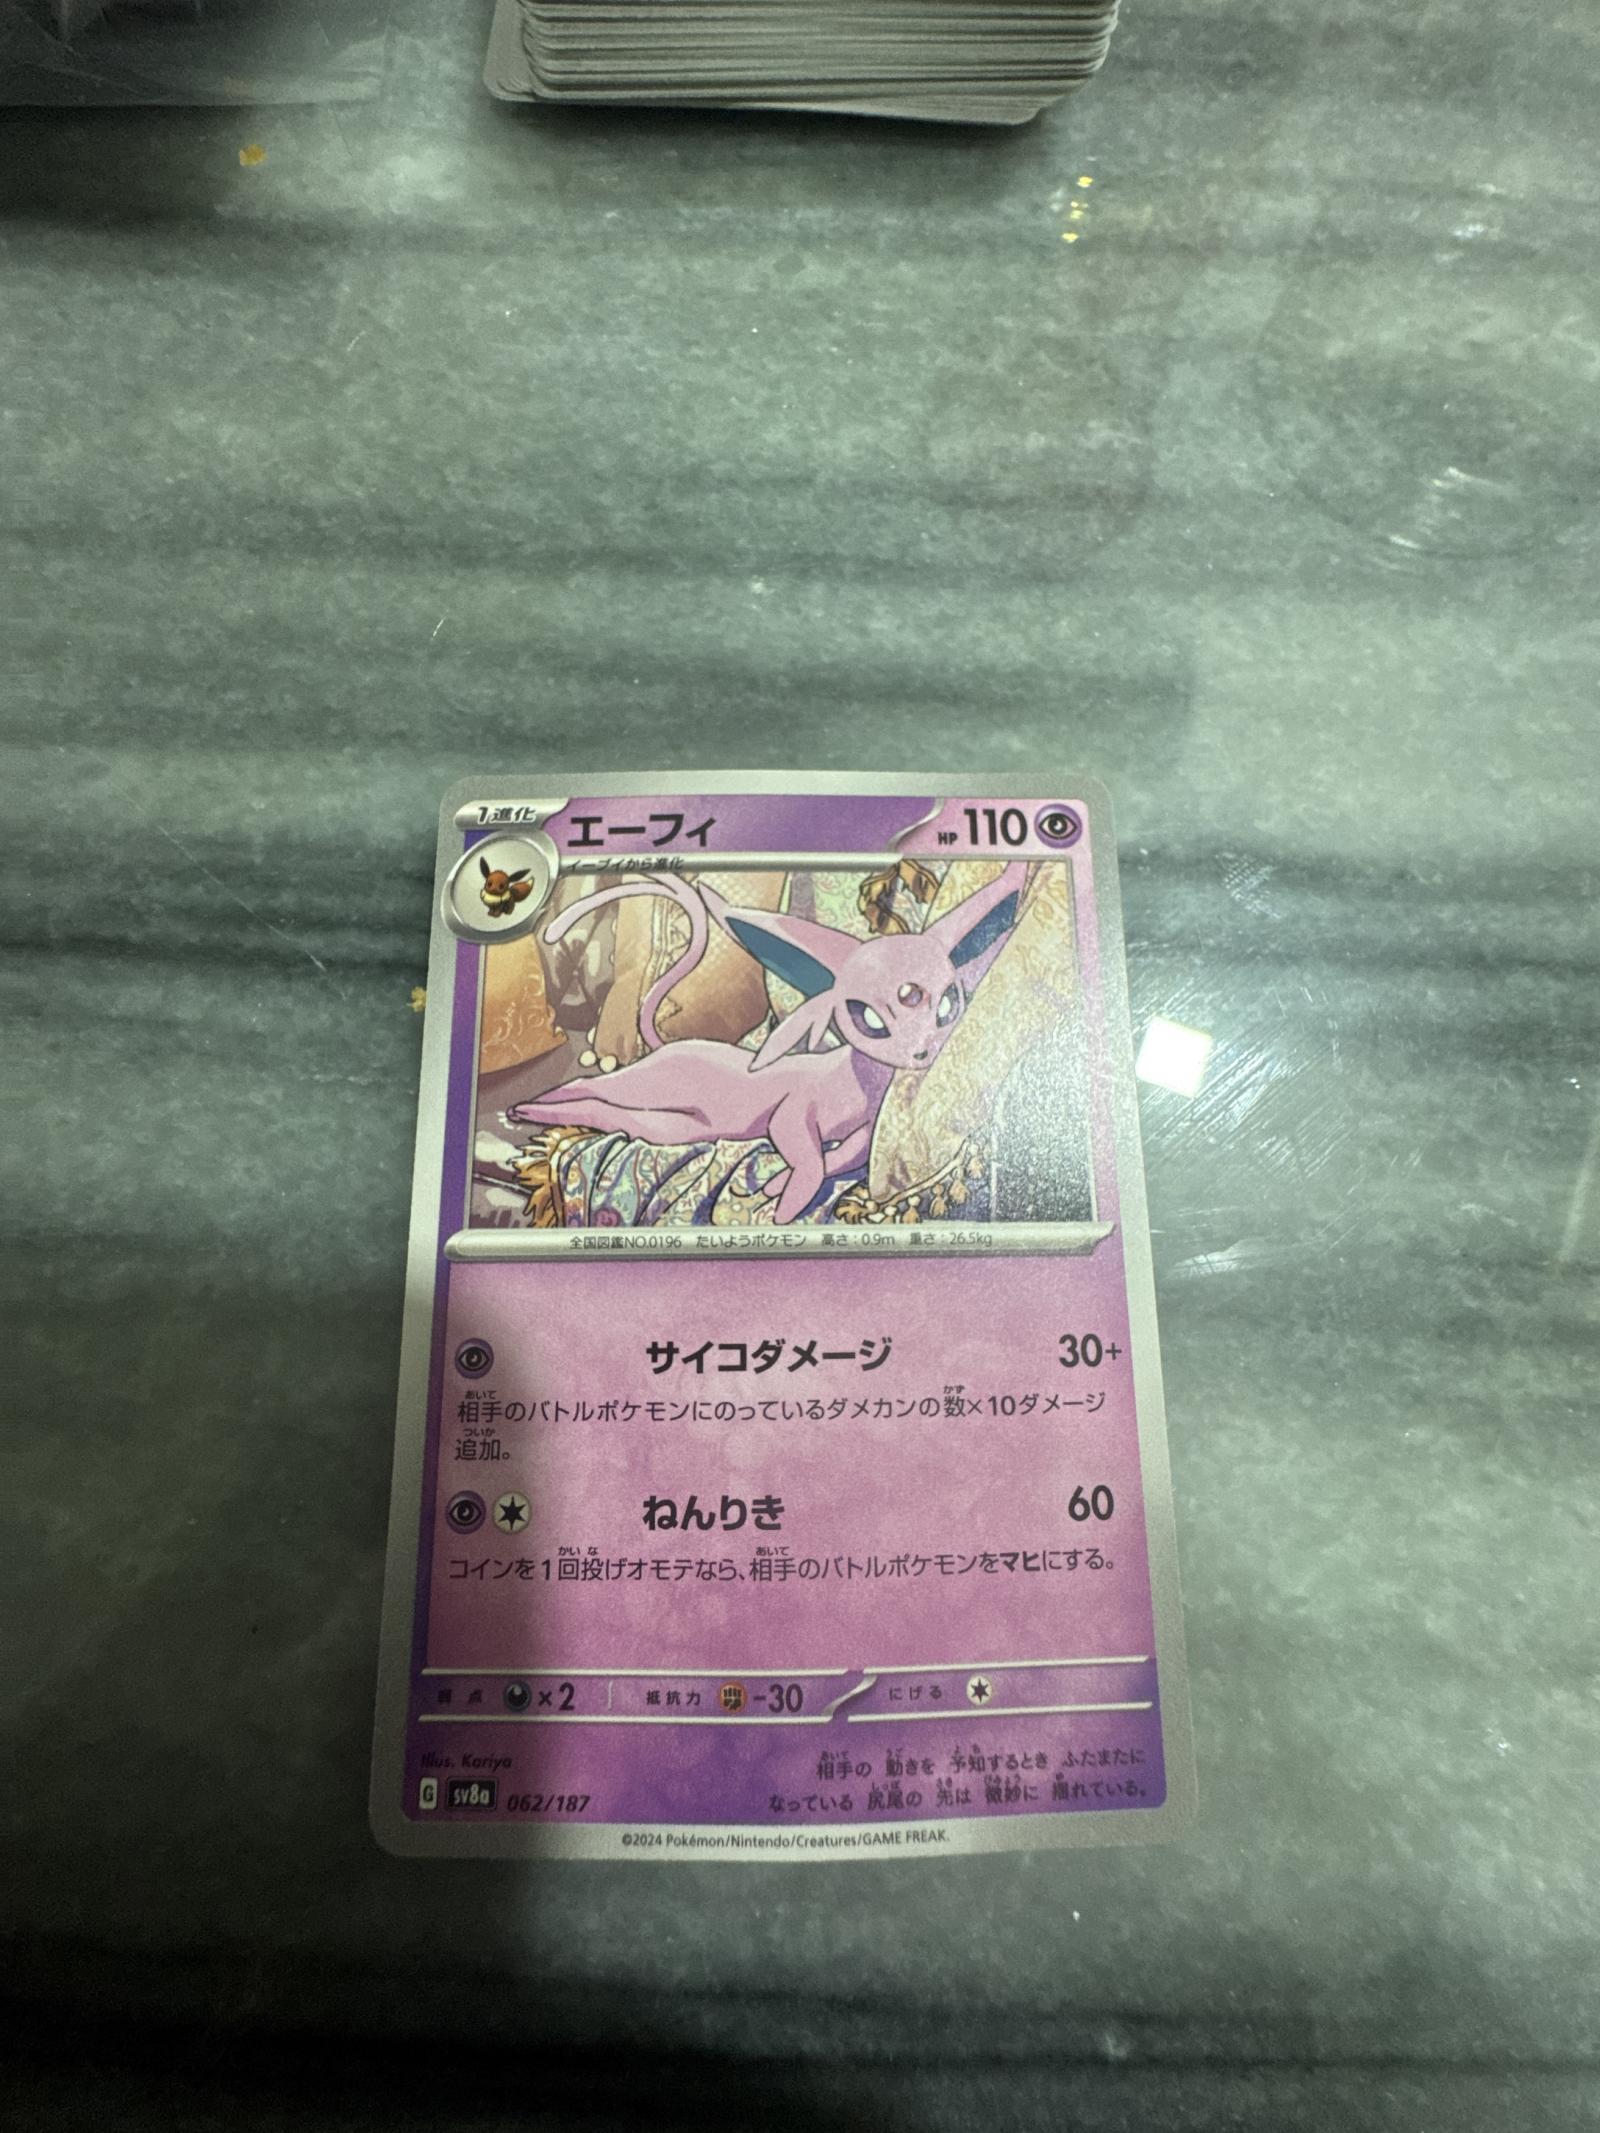 1進化
エーフィ
HP 110
イーブイから進化
全国図鑑NO.0196 たいようポケモン 高さ:0.9m 重さ:26.5kg
サイコダメージ 30+
相手のバトルポケモンにのっているダメカンの数×10ダメージ
追加。
ねんりき 60
コインを1回投げオモテなら、相手のバトルポケモンをマヒにする。
弱点 ×2 抵抗力 -30 にげる
Illus. Kariya
相手の 動きを 予知するとき ふたまたに
なっている 尻尾の 先は 微妙に 揺れている。
G sv8a 062/187
©2024 Pokémon/Nintendo/Creatures/GAME FREAK.